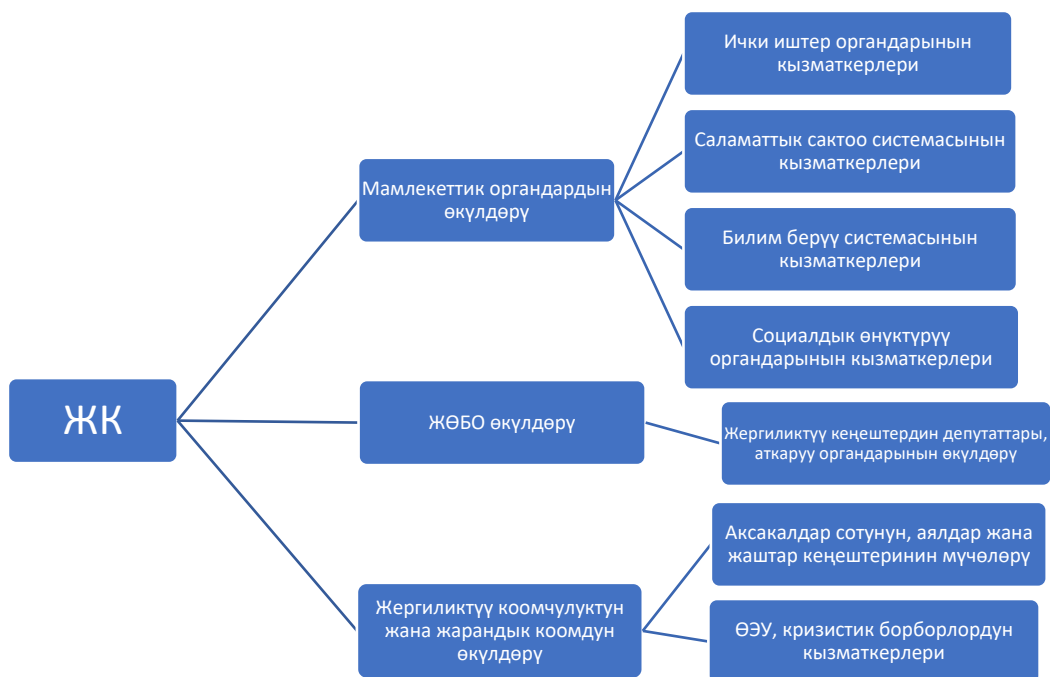 ЖК
Мамлекеттик органдардын
өкүлдөрү
Ички иштер органдарынын
кызматкерлери
Саламаттык сактоо системасынын
кызматкерлери
Билим берүү системасынын
кызматкерлери
Социалдык өнүктүрүү
органдарынын кызматкерлери
ЖӨБО өкүлдөрү
Жергиликтүү кеңештердин депутаттары,
аткаруу органдарынын өкүлдөрү
Жергиликтүү коомчулуктун
жана жарандык коомдун
өкүлдөрү
Аксакалдар сотунун, аялдар жана
жаштар кеңештеринин мүчөлөрү
ӨЭУ, кризистик борборлордун
кызматкерлери